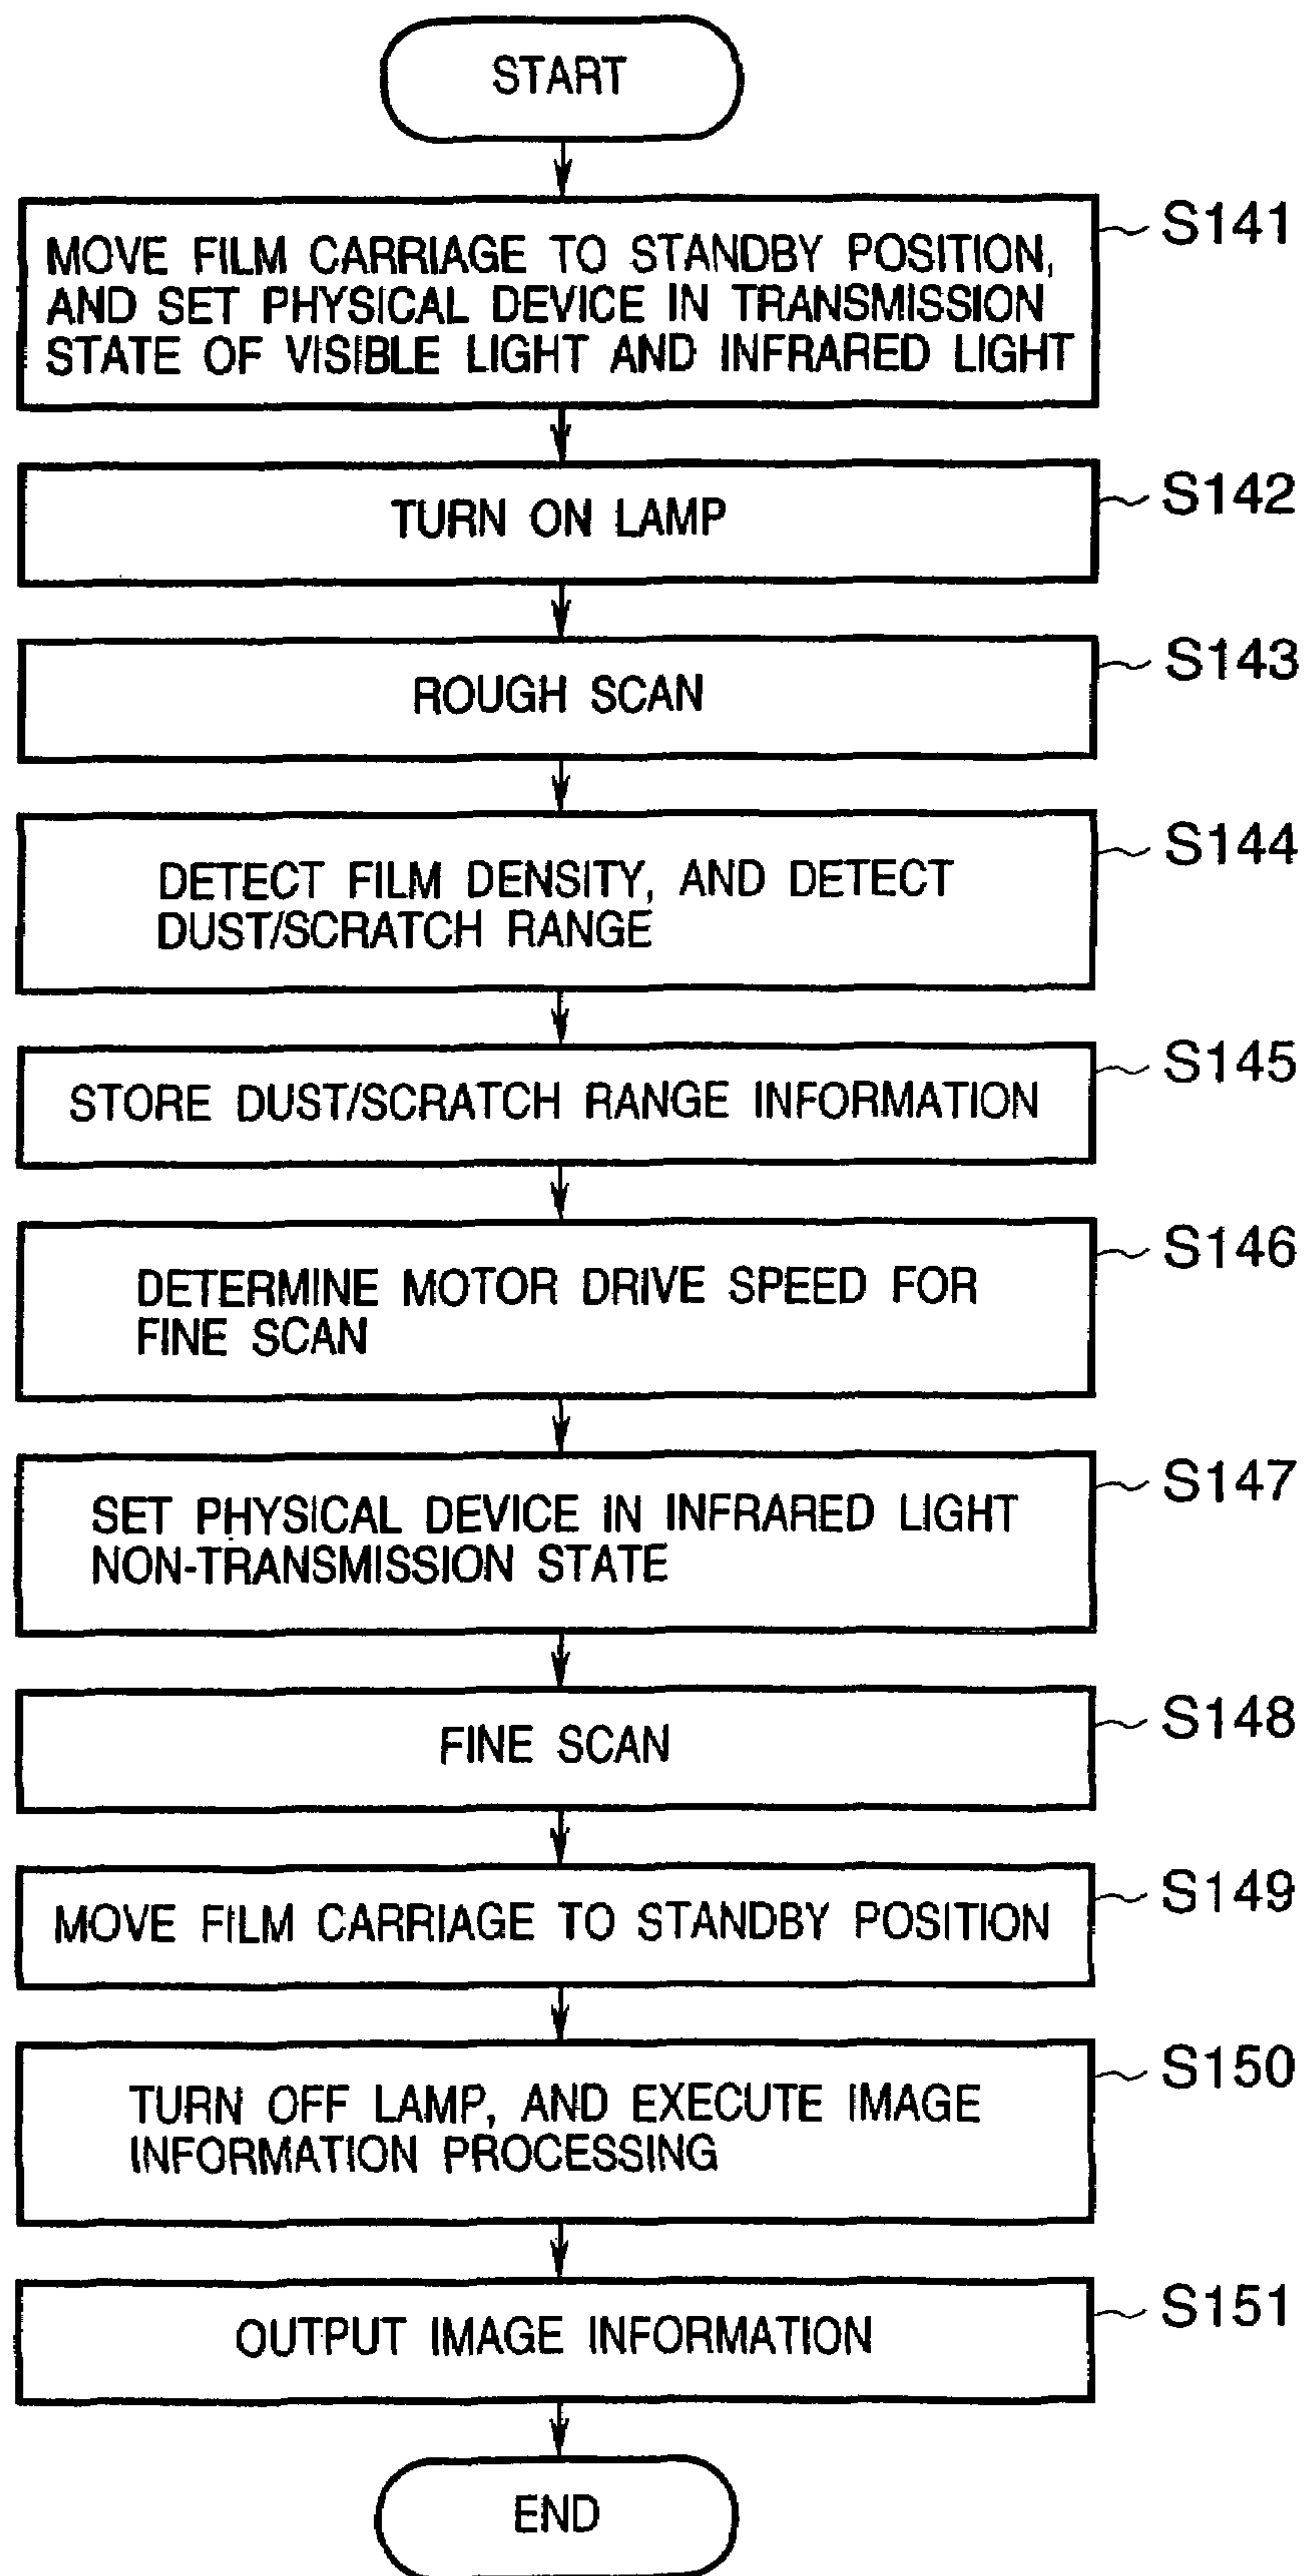 START
MOVE FILM CARRIAGE TO STANDBY POSITION,
AND SET PHYSICAL DEVICE IN TRANSMISSION
STATE OF VISIBLE LIGHT AND INFRARED LIGHT
S141
TURN ON LAMP
S142
ROUGH SCAN
S143
DETECT FILM DENSITY, AND DETECT
DUST/SCRATCH RANGE
S144
STORE DUST/SCRATCH RANGE INFORMATION
S145
DETERMINE MOTOR DRIVE SPEED FOR
FINE SCAN
S146
SET PHYSICAL DEVICE IN INFRARED LIGHT
NON-TRANSMISSION STATE
S147
FINE SCAN
S148
MOVE FILM CARRIAGE TO STANDBY POSITION
S149
TURN OFF LAMP, AND EXECUTE IMAGE
INFORMATION PROCESSING
S150
OUTPUT IMAGE INFORMATION
S151
END